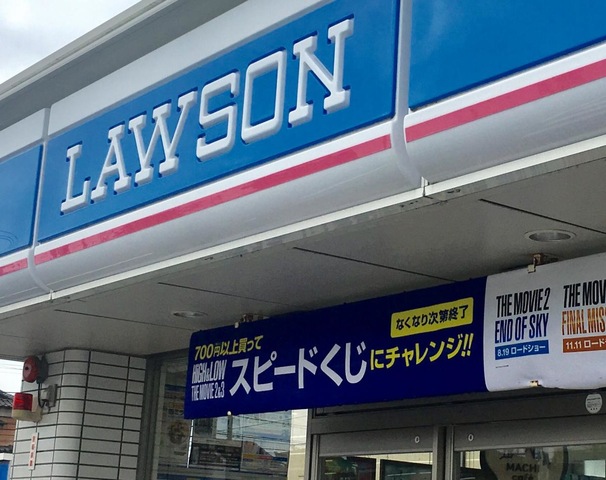 LAWSON
700円以上買って
HiGH&LOW
THE MOVIE 2&3
スピードくじ
にチャレンジ!!
なくなり次第終了
THE MOVIE 2
END OF SKY
8.19 ロードショー
THE MOV
FINAL MIS
11.11 ロードショー
MACHI